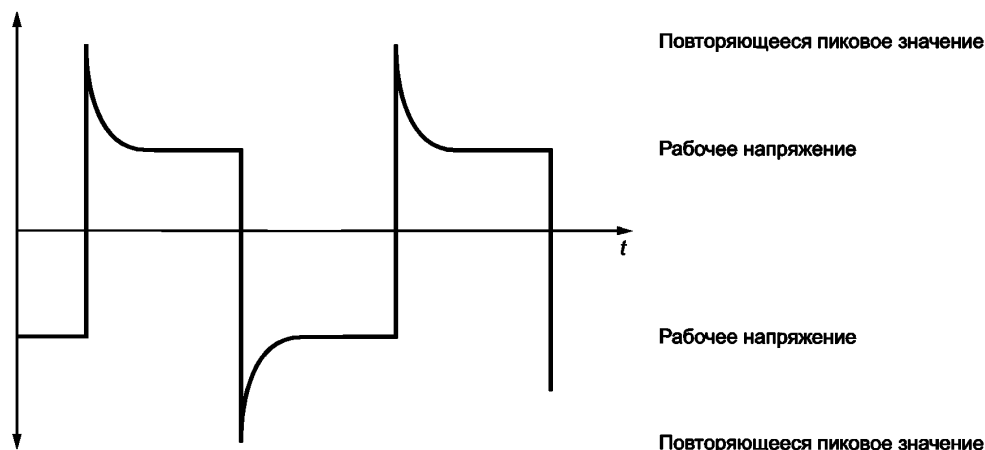 Повторяющееся пиковое значение
Рабочее напряжение
t
Рабочее напряжение
Повторяющееся пиковое значение